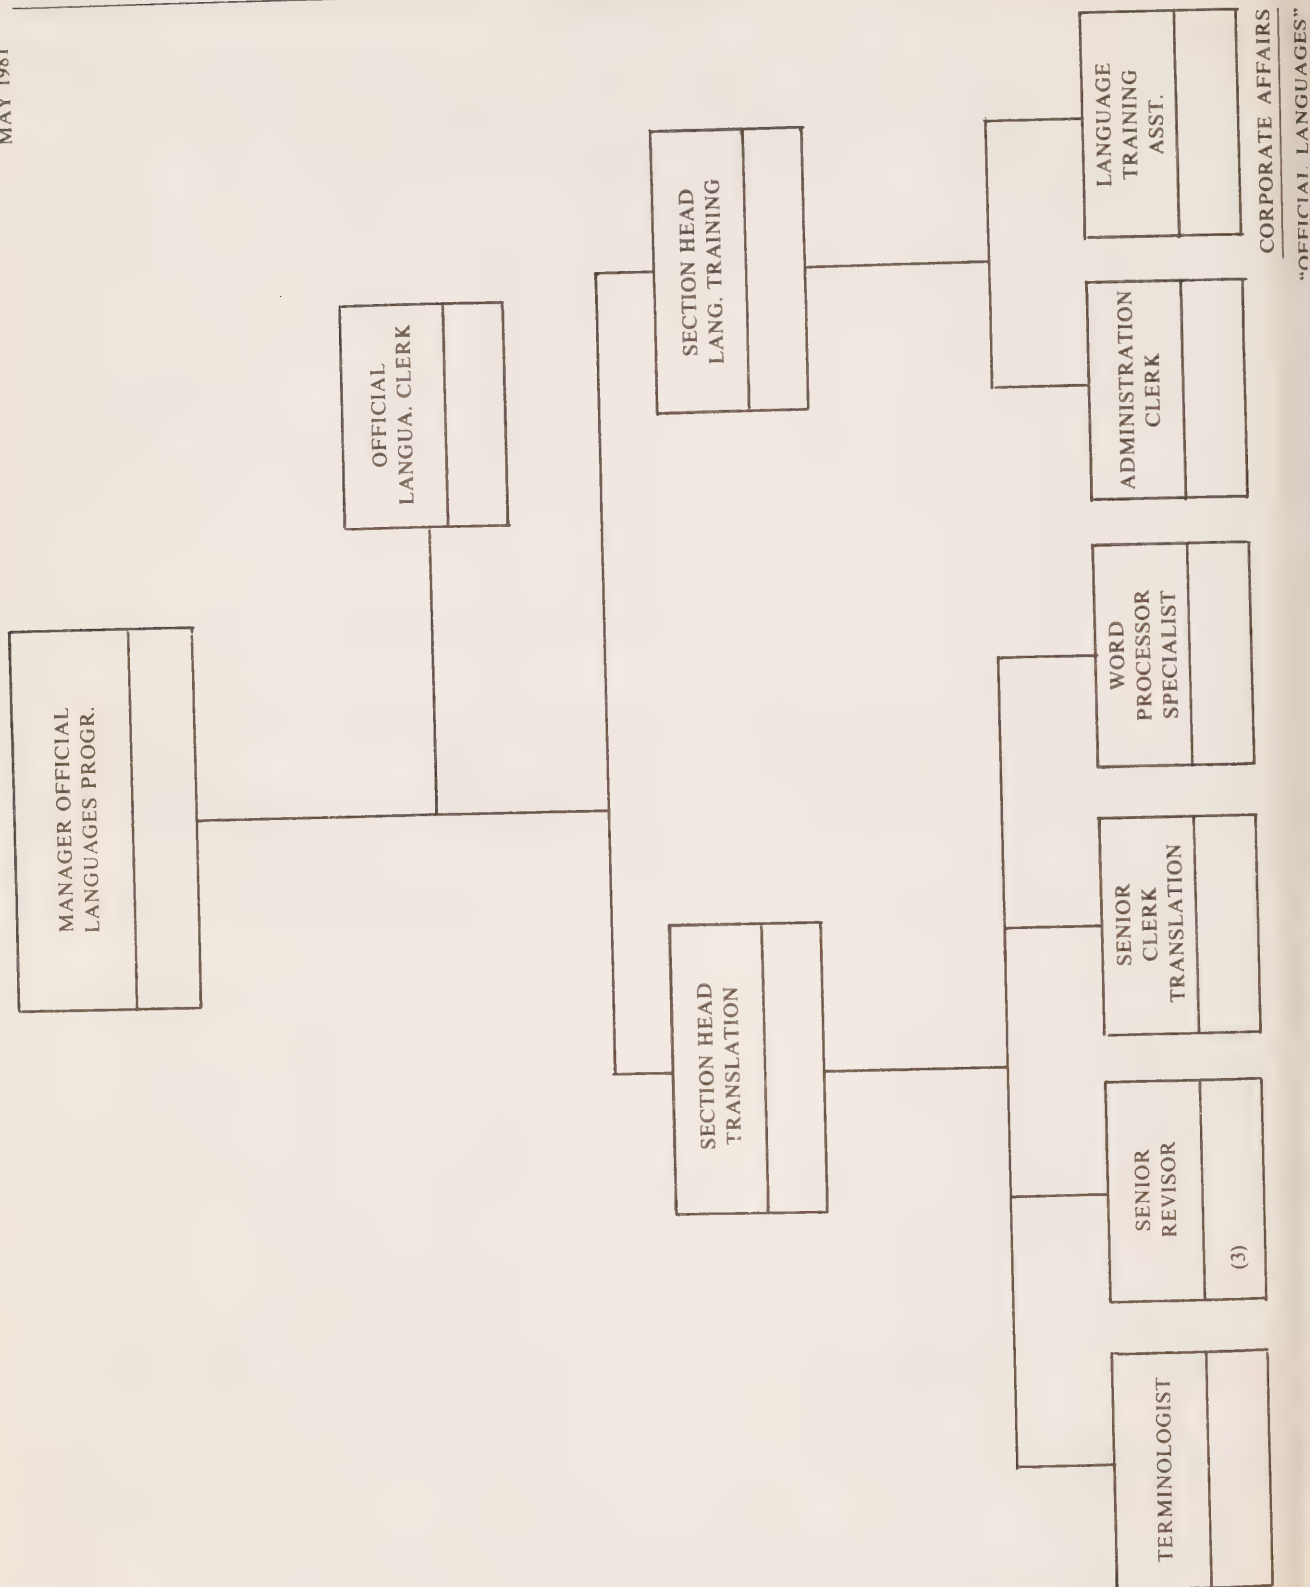 MAY 1981
MANAGER OFFICIAL
LANGUAGES PROGR.
OFFICIAL
LANGUA. CLERK
SECTION HEAD
TRANSLATION
SECTION HEAD
LANG. TRAINING
TERMINOLOGIST
SENIOR
REVISOR
(3)
SENIOR
CLERK
TRANSLATION
WORD
PROCESSOR
SPECIALIST
ADMINISTRATION
CLERK
LANGUAGE
TRAINING
ASST.
CORPORATE AFFAIRS
“OFFICIAL LANGUAGES”